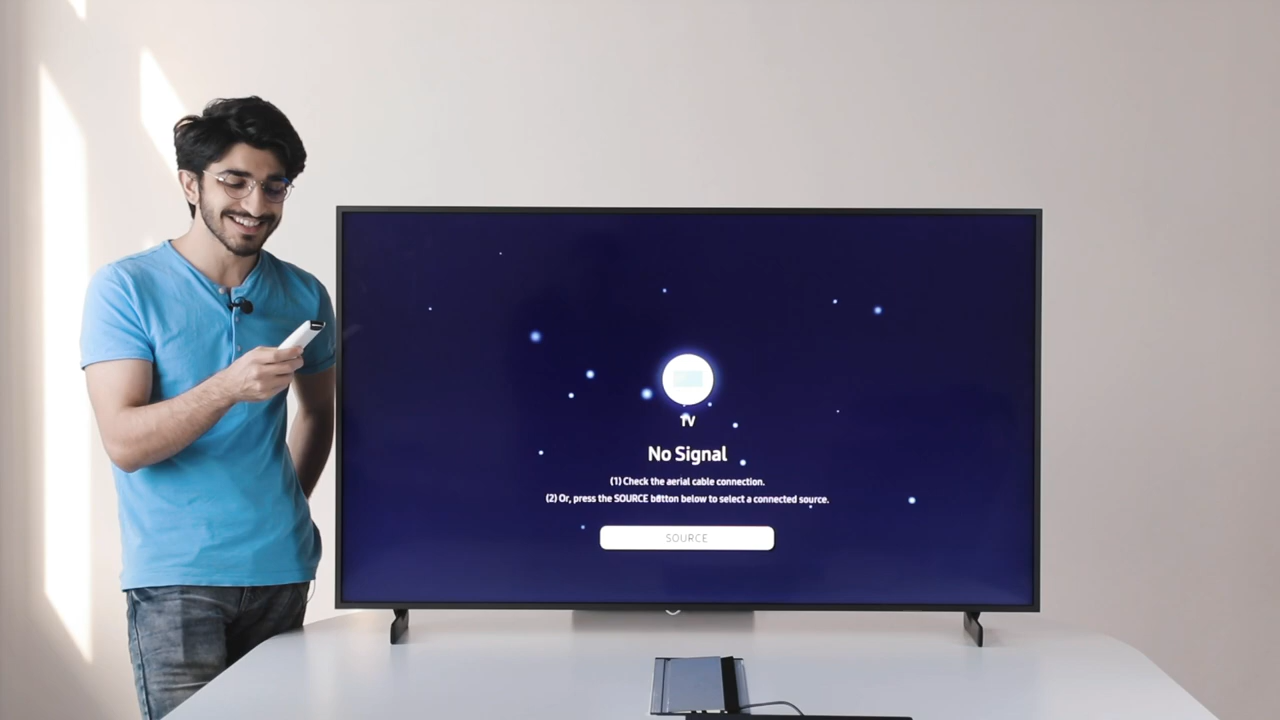 TV
No Signal
(1) Check the aerial cable connection.
(2) Or, press the SOURCE button below to select a connected source.
SOURCE